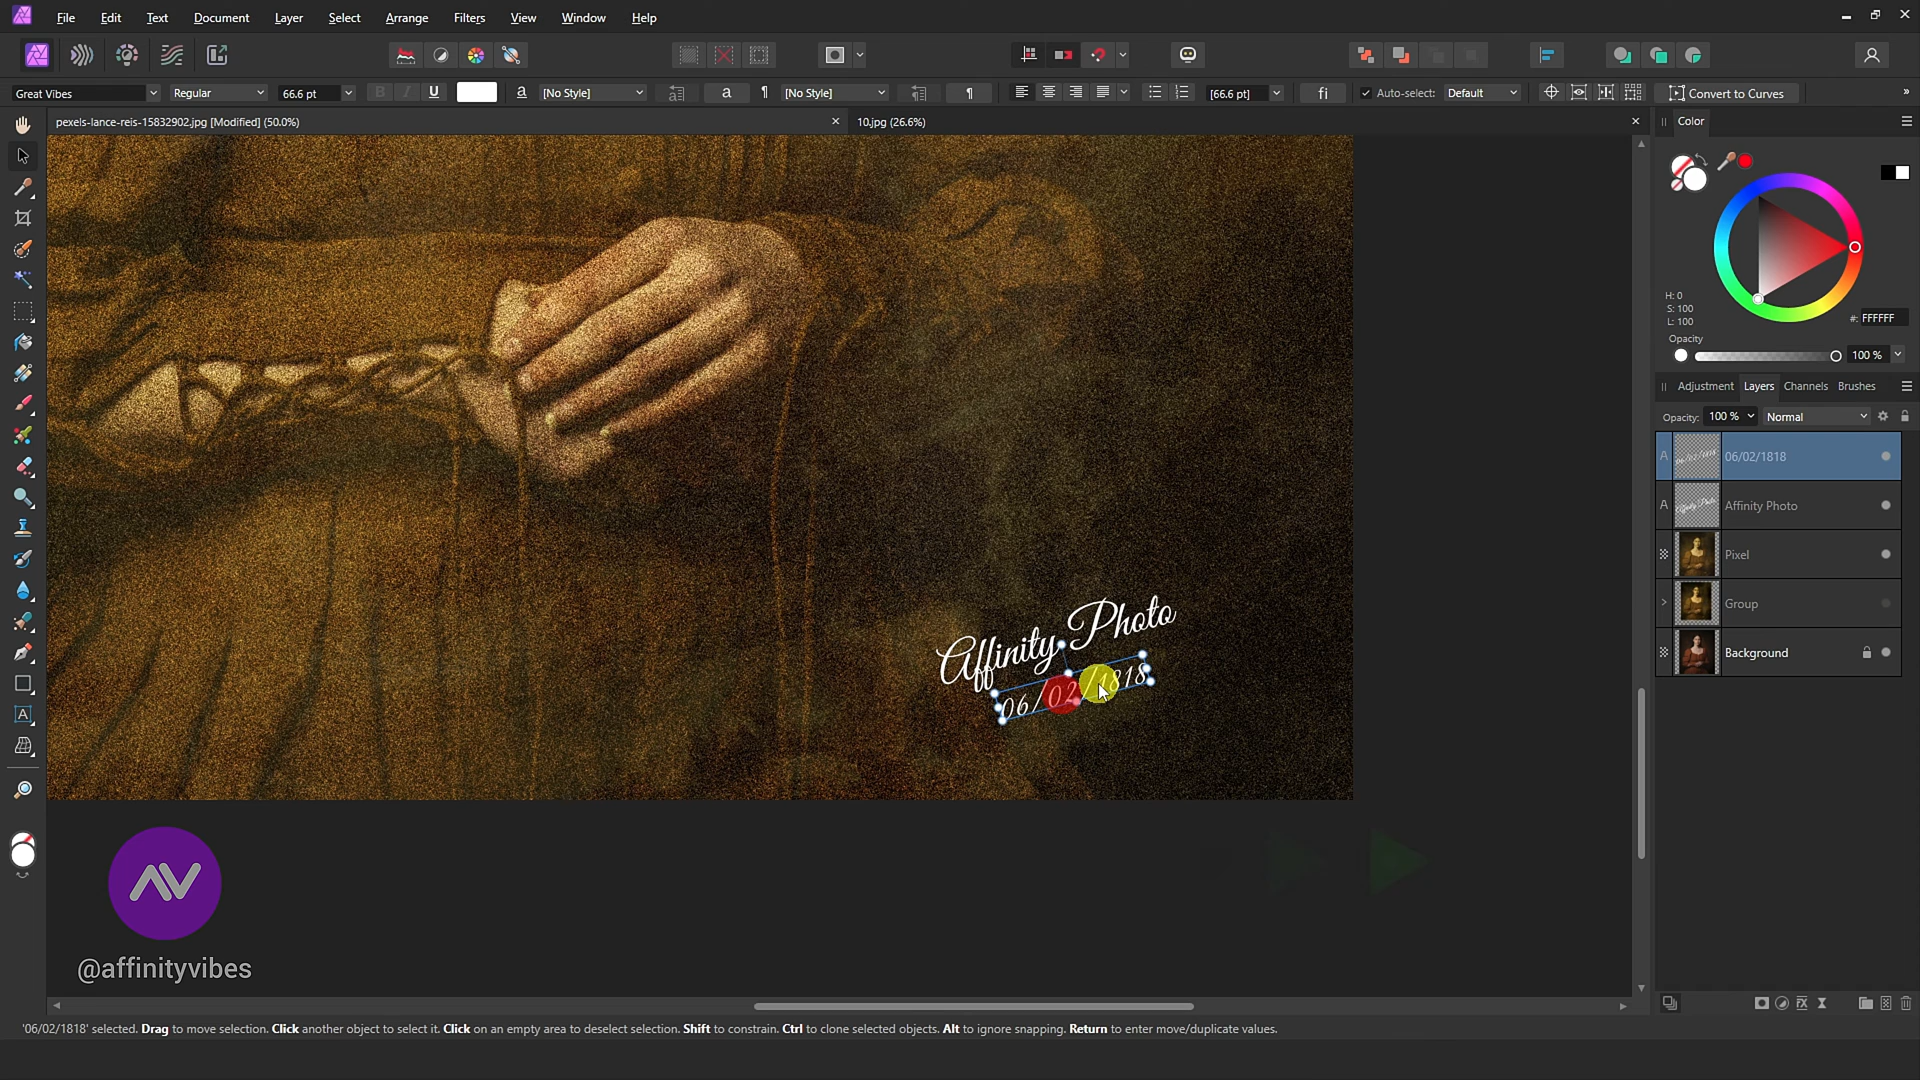 File Edit Text Document Layer Select Arrange Filters View Window Help
Great Vibes Regular 66.6 pt B I U a [No Style] a ¶ [No Style] ¶ [66.6 pt] fi Auto-select: Default Convert to Curves »
pexels-lance-reis-15832902.jpg [Modified] (50.0%) × 10.jpg (26.6%) ×
Color
H: 0
S: 100
L: 100
#: FFFFFF
Opacity
100 %
Adjustment Layers Channels Brushes
Opacity: 100 % Normal
A 06/02/1818
A Affinity Photo
Pixel
Group
Background
Affinity Photo
06/02/1818
@affinityvibes
'06/02/1818' selected. Drag to move selection. Click another object to select it. Click on an empty area to deselect selection. Shift to constrain. Ctrl to clone selected objects. Alt to ignore snapping. Return to enter move/duplicate values.